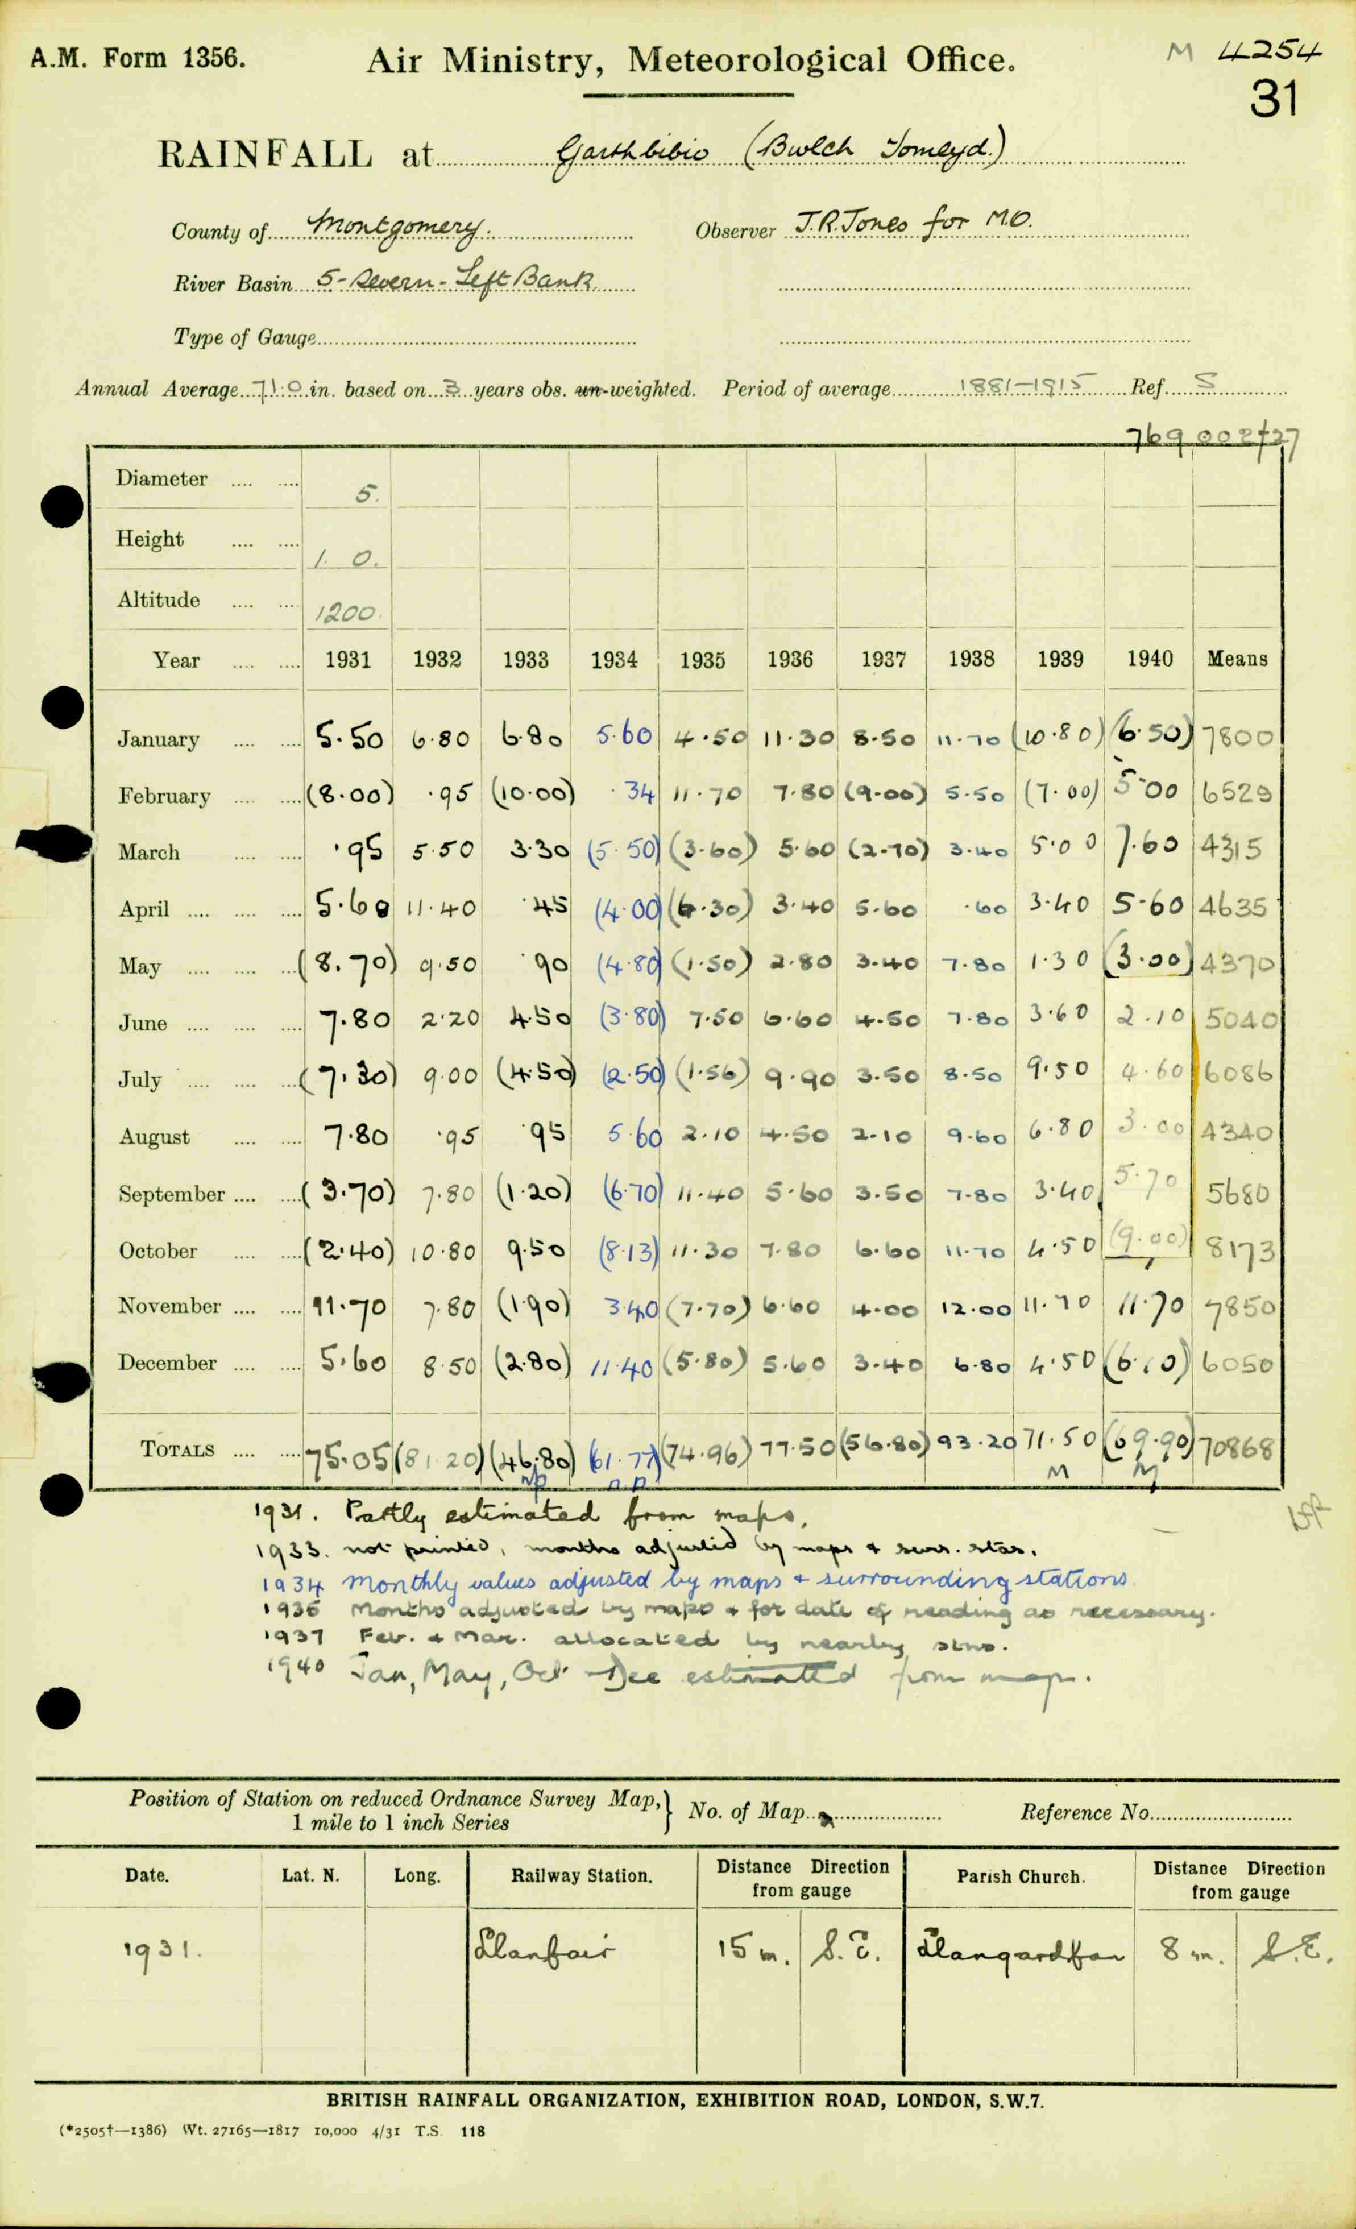 A.M. Form 1356. Air Ministry, Meteorological Office. M 4254
31
RAINFALL at Garthbibio (Bwlch
County of Montgomery. Observer J.R.Jones for M.O.
River Basin 5-Severn-Left Bank
Type of Gauge
Annual Average 71.0 in. based on 3 years obs. un-weighted. Period of average 1881-1915 Ref. S
Diameter 5.
Height 1. 0.
Altitude 1200.
Year 1931 1932 1933 1934 1935 1936 1937 1938 1939 1940 Means
January 5.50 6.80 6.80 5.60 4.50 11.30 8.50 11.70 (10.80) (6.50) 7800
February (8.00) .95 (10.00) .34 11.70 7.80 (9.00) 5.50 (7.00) 5.00 6529
March .95 5.50 3.30 (5.50) (3.60) 5.60 (2.70) 3.40 5.00 7.60 4315
April 5.60 11.40 .45 (4.00) (6.30) 3.40 5.60 .60 3.40 5.60 4635
May (8.70) 9.50 .90 (4.80) (1.50) 2.80 3.40 7.80 1.30 (3.00) 4370
June 7.80 2.20 4.50 (3.80) 7.50 6.60 4.50 7.80 3.60 2.10 5040
July (7.30) 9.00 (4.50) (2.50) (1.56) 9.90 3.50 8.50 9.50 4.60 6086
August 7.80 .95 .95 5.60 2.10 4.50 2.10 9.60 6.80 3.00 4340
September (3.70) 7.80 (1.20) (6.70) 11.40 5.60 3.50 7.80 3.40 5.70 5680
October (2.40) 10.80 9.50 (8.13) 11.30 7.80 6.60 11.70 4.50 (9.00) 8173
November 11.70 7.80 (1.90) 3.40 (7.70) 6.60 4.00 12.00 11.70 11.70 7850
December 5.60 8.50 (2.80) 11.40 (5.80) 5.60 3.40 6.80 4.50 (6.10) 6050
TOTALS 75.05 (81.20) (46.80) (61.77) (74.96) 77.50 (56.80) 93.20 71.50 (69.90) 70868
np n.p. M M
1931. Partly estimated from maps.
1933. not printed, months adjusted by maps + surr. stas.
1934 Monthly values adjusted by maps + surrounding stations.
1935 Months adjusted by maps + for date of reading as necessary.
1937 Feb. & Mar. allocated by nearby stns.
1940 Jan, May, Oct Dec estimated from map.
Position of Station on reduced Ordnance Survey Map,} No. of Map Reference No.
1 mile to 1 inch Series
Date. Lat. N. Long. Railway Station. Distance Direction from gauge Parish Church. Distance Direction from gauge
1931. Llanfair 15 m. S.E. 8 m. S.E.
BRITISH RAINFALL ORGANIZATION, EXHIBITION ROAD, LONDON, S.W.7.
(*2505†—1386) Wt. 27165—1817 10,000 4/31 T.S. 118